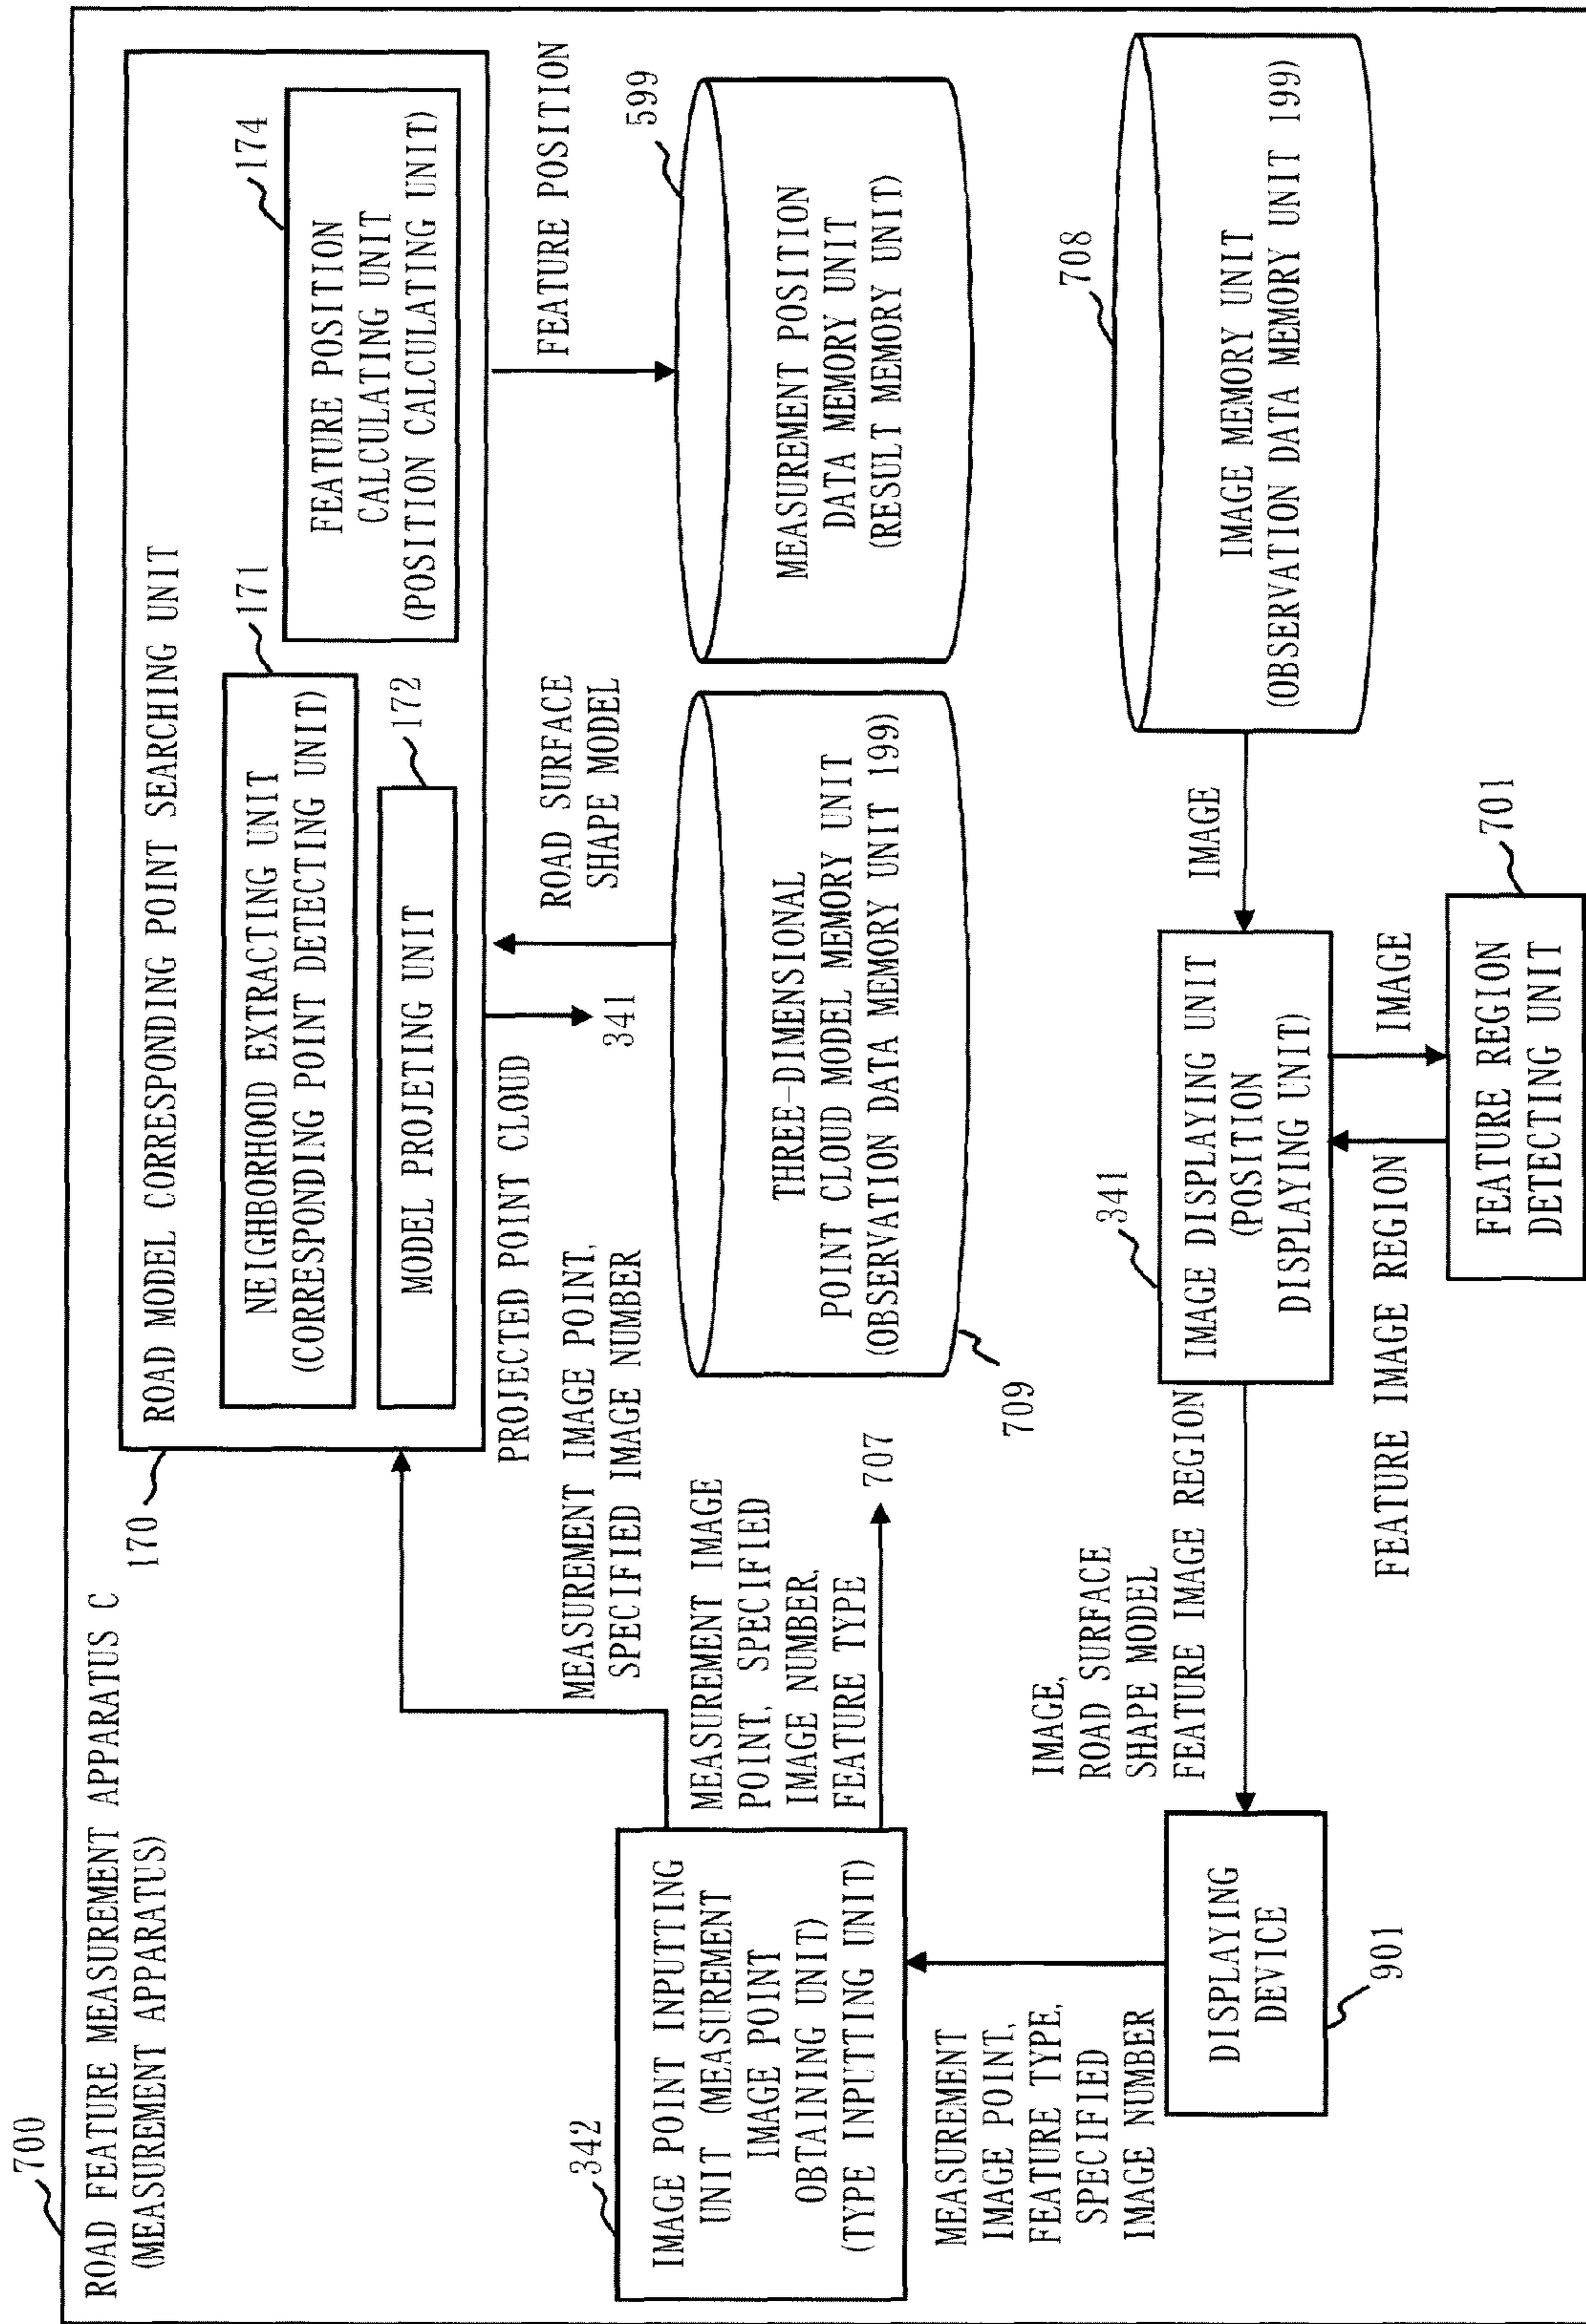 700
ROAD FEATURE MEASUREMENT APPARATUS C
(MEASUREMENT APPARATUS)
170
ROAD MODEL CORRESPONDING POINT SEARCHING UNIT
171
NEIGHBORHOOD EXTRACTING UNIT
(CORRESPONDING POINT DETECTING UNIT)
172
MODEL PROJETING UNIT
174
FEATURE POSITION
CALCULATING UNIT
(POSITION CALCULATING UNIT)
PROJECTED POINT CLOUD
341
ROAD SURFACE
SHAPE MODEL
FEATURE POSITION
MEASUREMENT IMAGE POINT,
SPECIFIED IMAGE NUMBER
342
IMAGE POINT INPUTTING
UNIT (MEASUREMENT
IMAGE POINT
OBTAINING UNIT)
(TYPE INPUTTING UNIT)
MEASUREMENT IMAGE
POINT, SPECIFIED
IMAGE NUMBER,
FEATURE TYPE
707
709
THREE-DIMENSIONAL
POINT CLOUD MODEL MEMORY UNIT
(OBSERVATION DATA MEMORY UNIT 199)
599
MEASUREMENT POSITION
DATA MEMORY UNIT
(RESULT MEMORY UNIT)
MEASUREMENT
IMAGE POINT,
FEATURE TYPE,
SPECIFIED
IMAGE NUMBER
DISPLAYING
DEVICE
901
IMAGE,
ROAD SURFACE
SHAPE MODEL
FEATURE IMAGE REGION
341
IMAGE DISPLAYING UNIT
(POSITION
DISPLAYING UNIT)
IMAGE
708
IMAGE MEMORY UNIT
(OBSERVATION DATA MEMORY UNIT 199)
FEATURE IMAGE REGION
IMAGE
701
FEATURE REGION
DETECTING UNIT